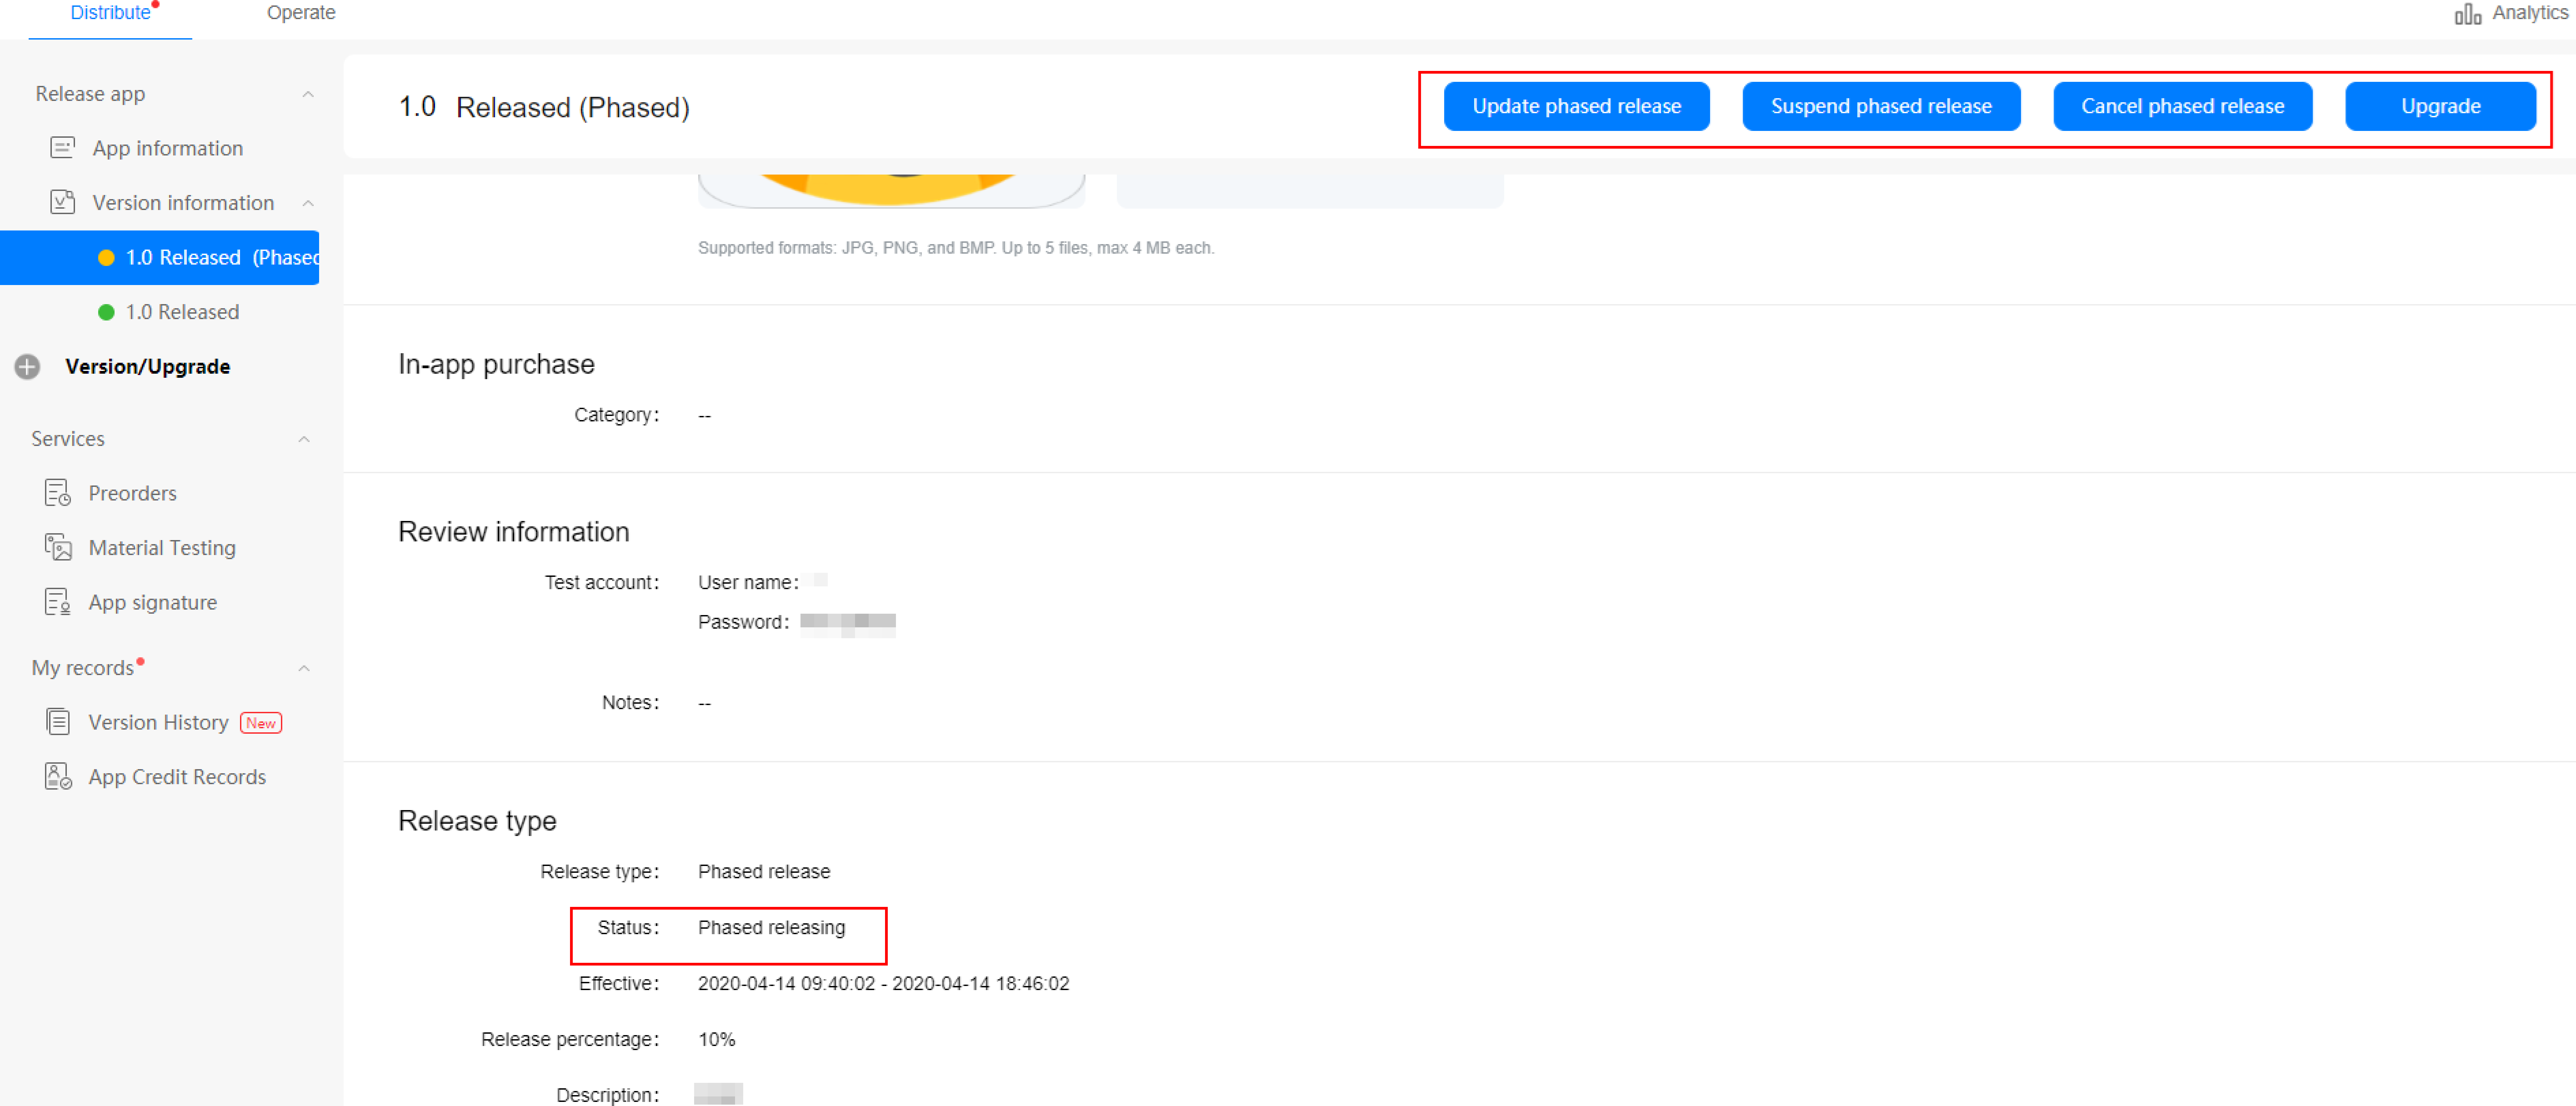 Distribute
Operate
Analytics
Release app
App information
Version information
1.0 Released (Phased
1.0 Released
Version/Upgrade
Services
Preorders
Material Testing
App signature
My records
Version History New
App Credit Records
1.0 Released (Phased)
Update phased release
Suspend phased release
Cancel phased release
Upgrade
Supported formats: JPG, PNG, and BMP. Up to 5 files, max 4 MB each.
In-app purchase
Category: --
Review information
Test account: User name:
Password:
Notes: --
Release type
Release type: Phased release
Status: Phased releasing
Effective: 2020-04-14 09:40:02 - 2020-04-14 18:46:02
Release percentage: 10%
Description: